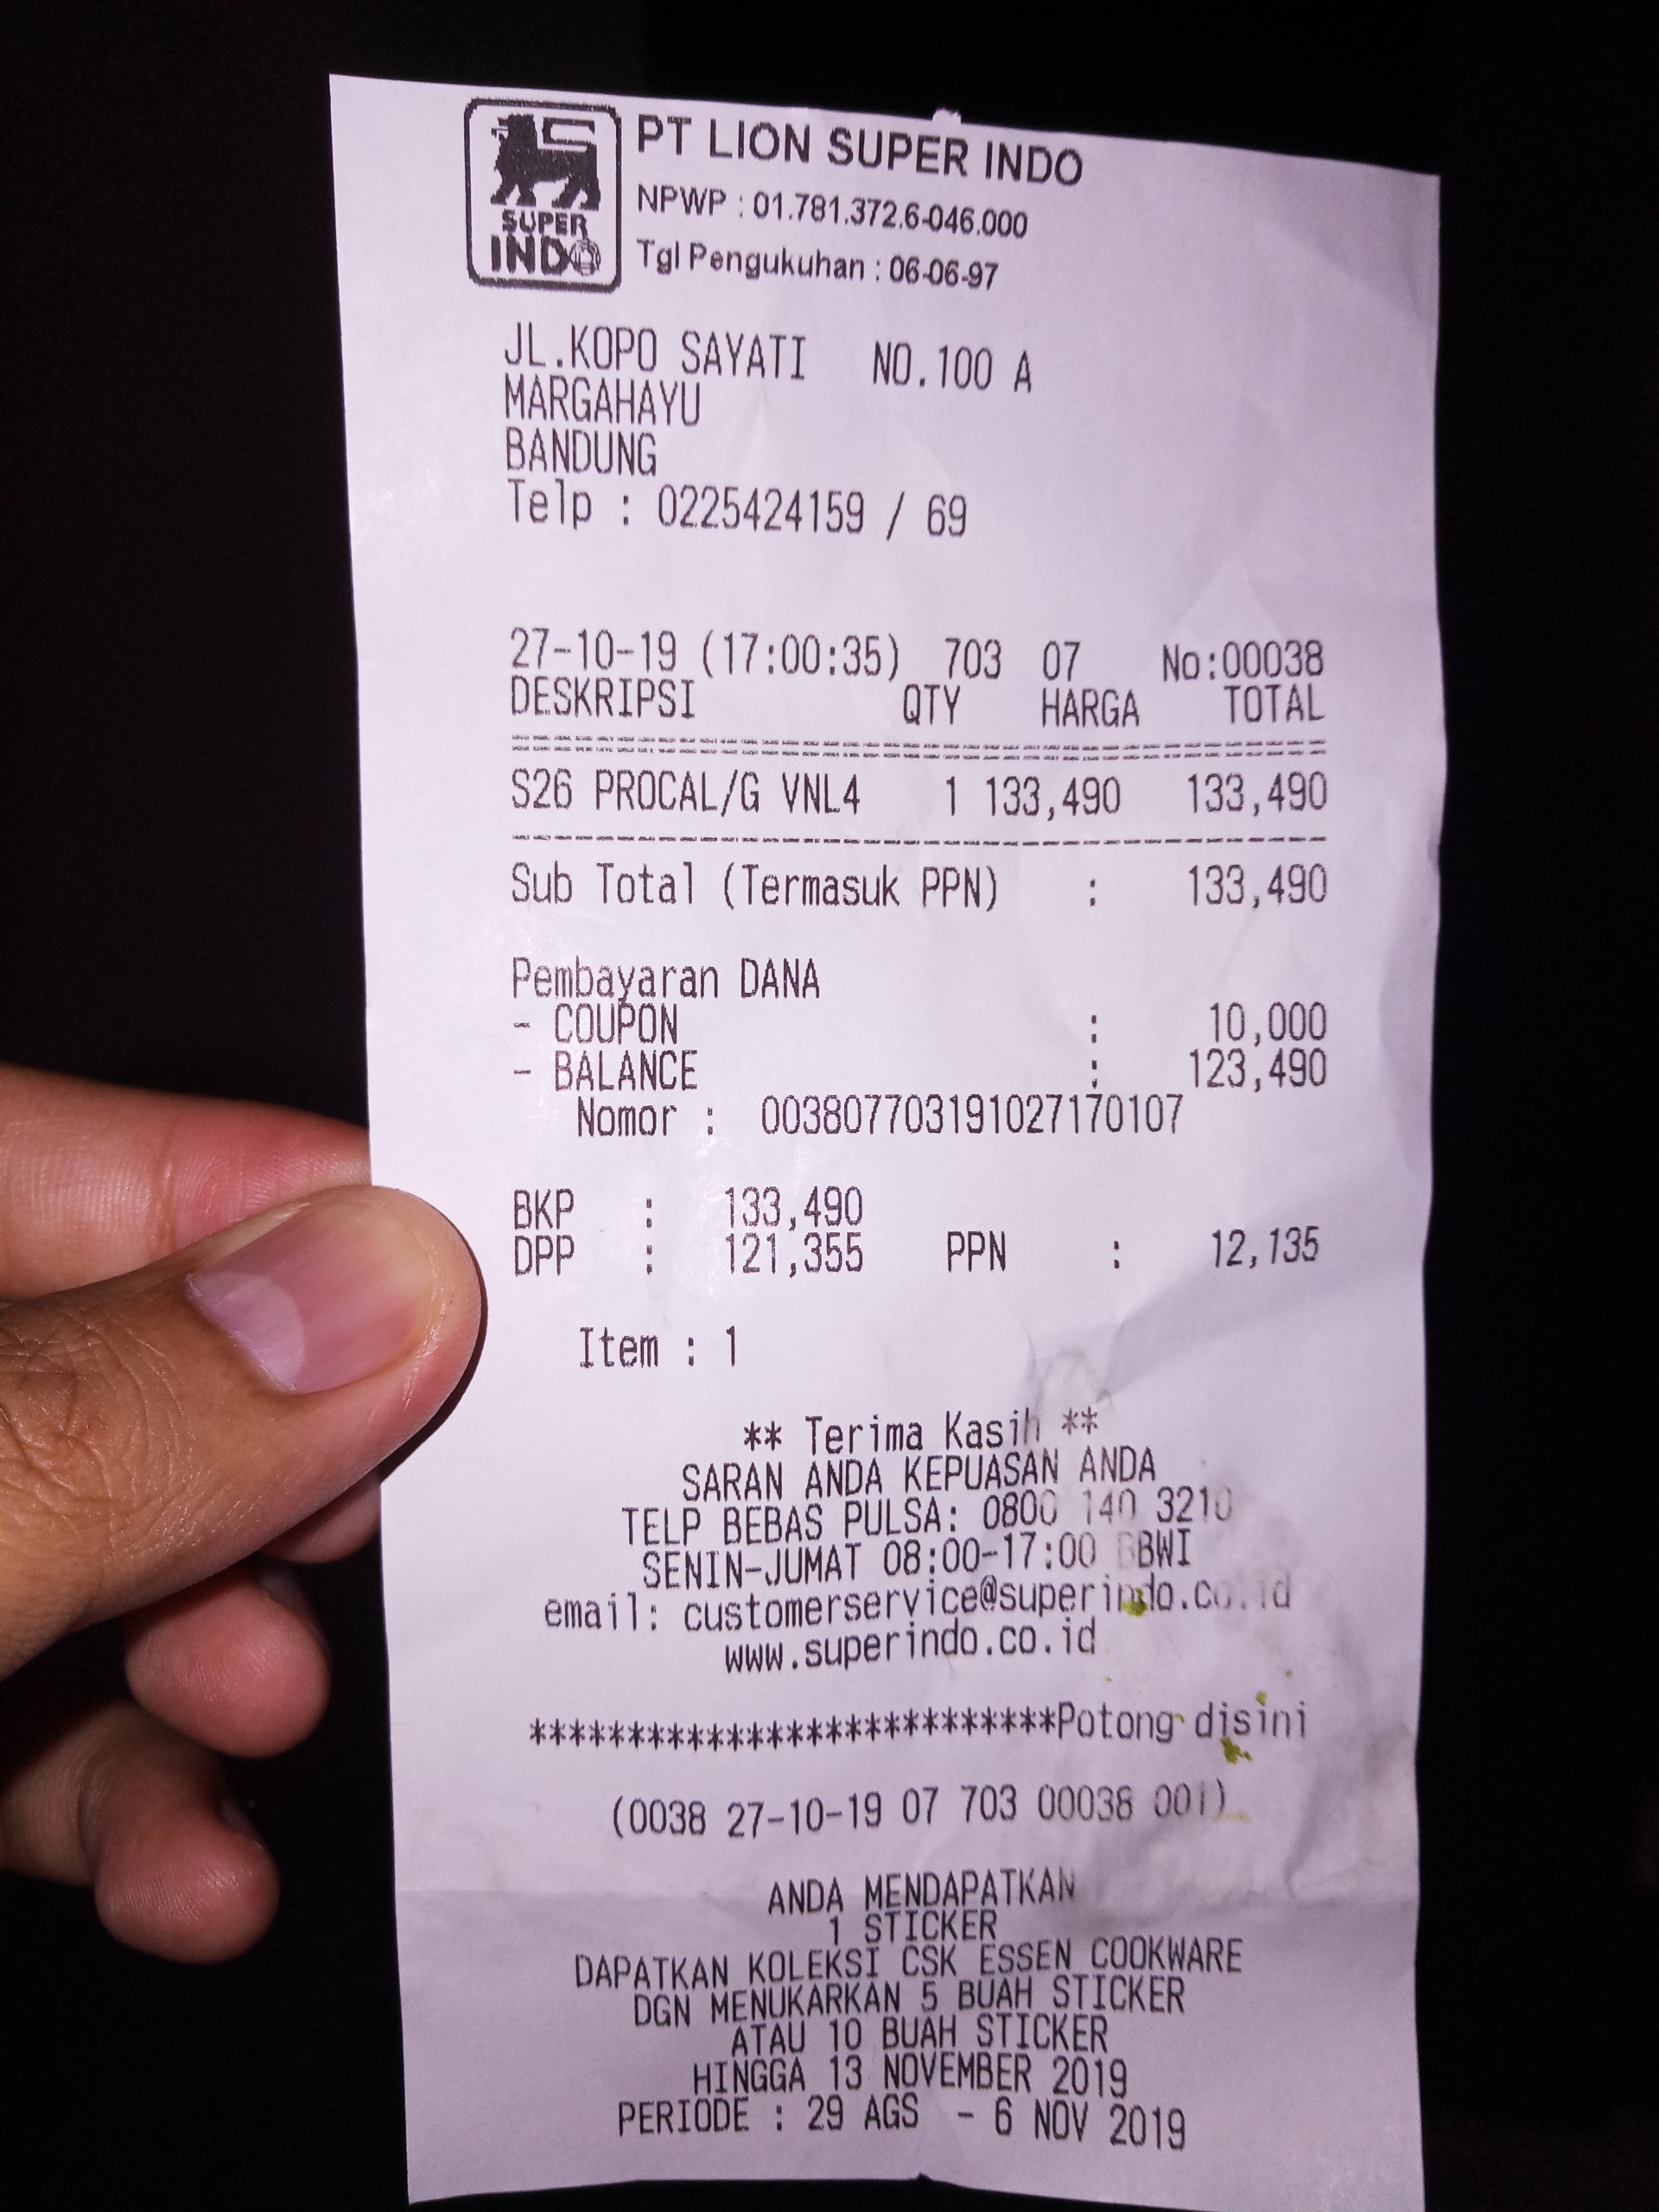 SUPER
INDO
PT LION SUPER INDO
NPWP : 01.781.372.6-046.000
Tgl Pengukuhan : 06-06-97
JL.KOPO SAYATI NO.100 A
MARGAHAYU
BANDUNG
Telp : 0225424159 / 69
27-10-19 (17:00:35) 703 07 No:00038
DESKRIPSI QTY HARGA TOTAL
S26 PROCAL/G VNL4 1 133,490 133,490
Sub Total (Termasuk PPN) : 133,490
Pembayaran DANA
- COUPON : 10,000
- BALANCE : 123,490
Nomor : 003807703191027170107
BKP : 133,490
DPP : 121,355 PPN : 12,135
Item : 1
** Terima Kasih **
SARAN ANDA KEPUASAN ANDA
TELP BEBAS PULSA: 0800 140 3210
SENIN-JUMAT 08:00-17:00 BBWI
email: customerservice@superindo.co.id
www.superindo.co.id
***************************Potong disini
(0038 27-10-19 07 703 00038 001)
ANDA MENDAPATKAN
1 STICKER
DAPATKAN KOLEKSI CSK ESSEN COOKWARE
DGN MENUKARKAN 5 BUAH STICKER
ATAU 10 BUAH STICKER
HINGGA 13 NOVEMBER 2019
PERIODE : 29 AGS - 6 NOV 2019